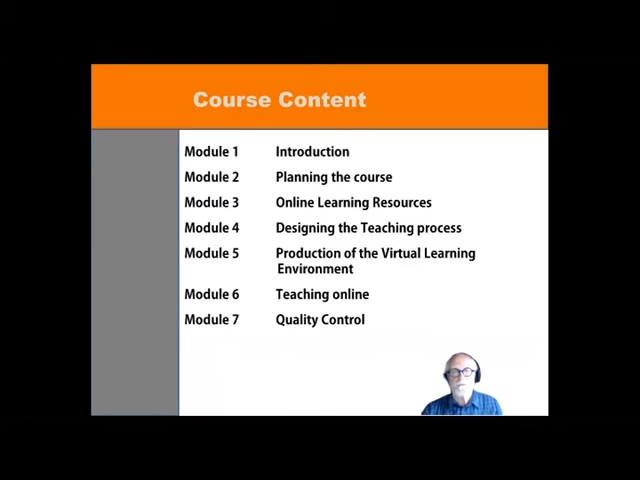 Course Content
Module 1 Introduction
Module 2 Planning the course
Module 3 Online Learning Resources
Module 4 Designing the Teaching process
Module 5 Production of the Virtual Learning
Environment
Module 6 Teaching online
Module 7 Quality Control